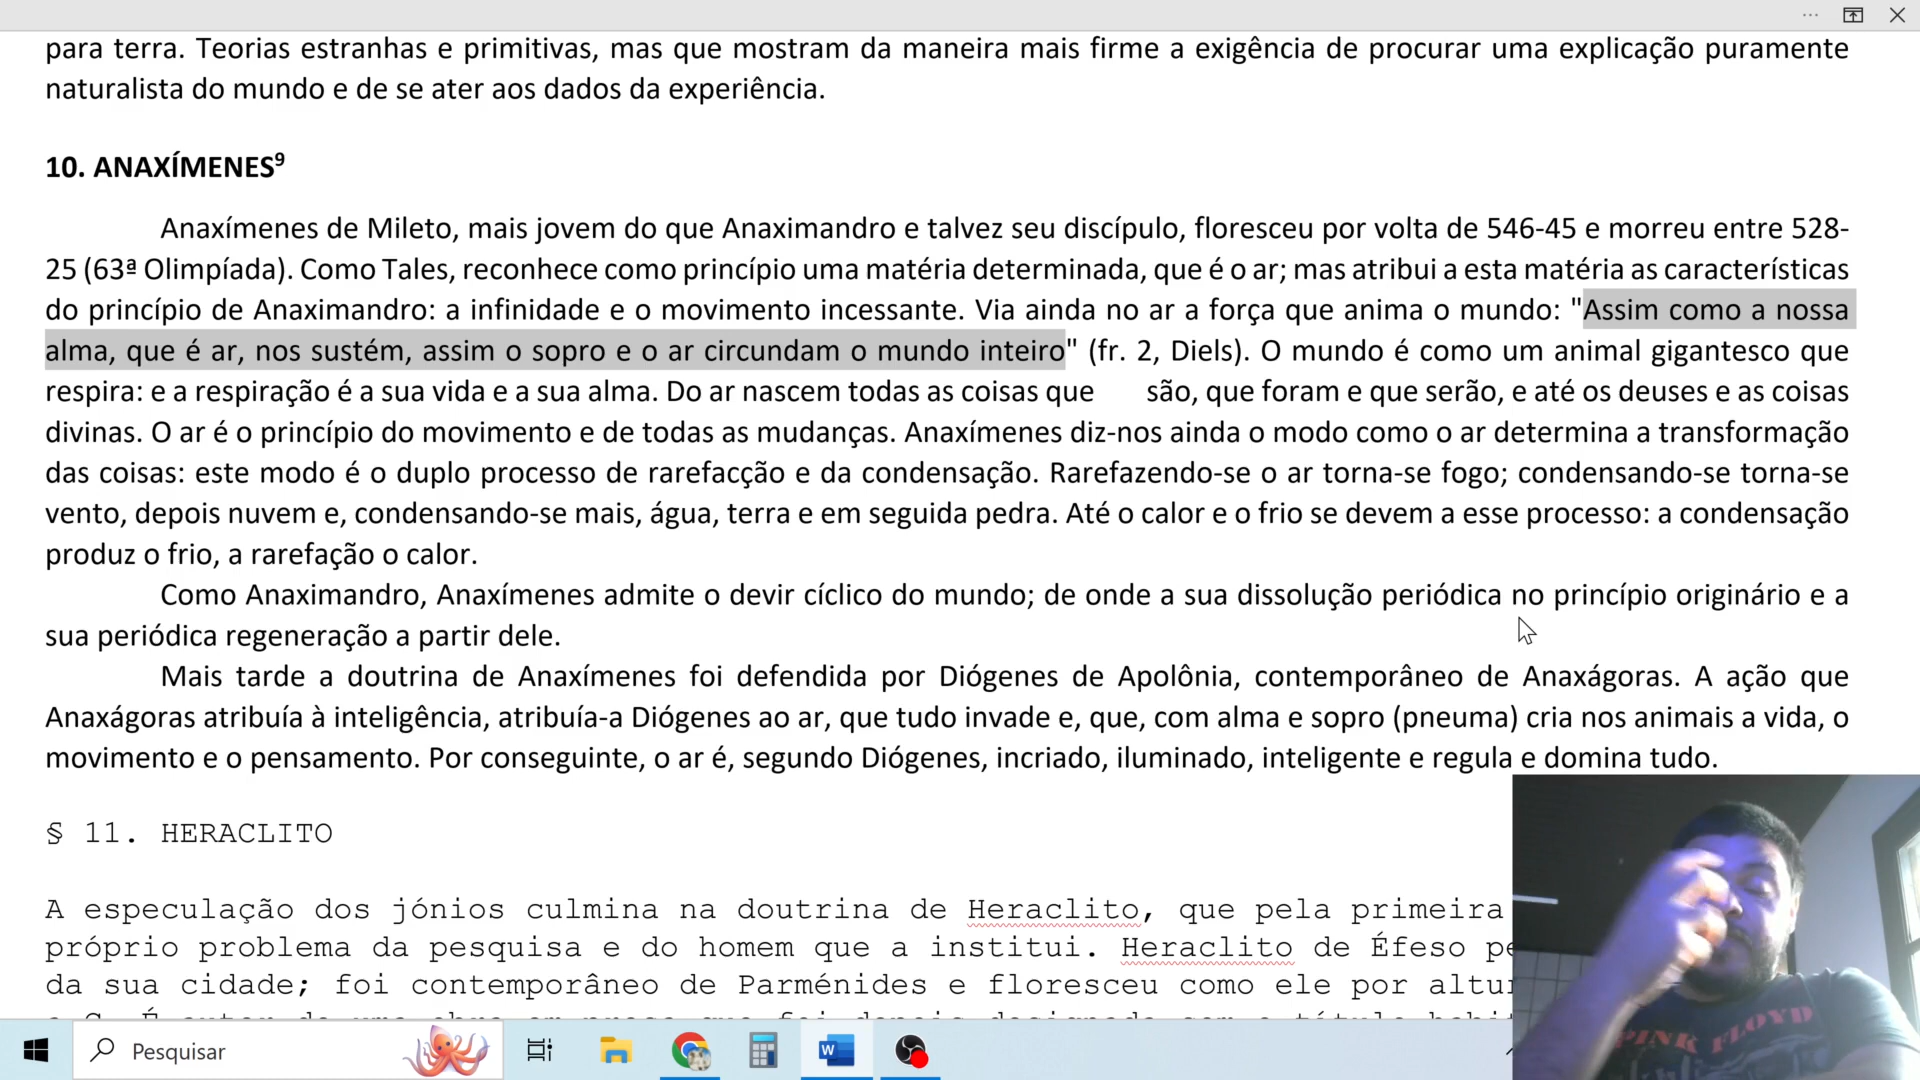 para terra. Teorias estranhas e primitivas, mas que mostram da maneira mais firme a exigência de procurar uma explicação puramente
naturalista do mundo e de se ater aos dados da experiência.
10. ANAXÍMENES⁹
Anaxímenes de Mileto, mais jovem do que Anaximandro e talvez seu discípulo, floresceu por volta de 546-45 e morreu entre 528-
25 (63ª Olimpíada). Como Tales, reconhece como princípio uma matéria determinada, que é o ar; mas atribui a esta matéria as características
do princípio de Anaximandro: a infinidade e o movimento incessante. Via ainda no ar a força que anima o mundo: "Assim como a nossa
alma, que é ar, nos sustém, assim o sopro e o ar circundam o mundo inteiro" (fr. 2, Diels). O mundo é como um animal gigantesco que
respira: e a respiração é a sua vida e a sua alma. Do ar nascem todas as coisas que são, que foram e que serão, e até os deuses e as coisas
divinas. O ar é o princípio do movimento e de todas as mudanças. Anaxímenes diz-nos ainda o modo como o ar determina a transformação
das coisas: este modo é o duplo processo de rarefacção e da condensação. Rarefazendo-se o ar torna-se fogo; condensando-se torna-se
vento, depois nuvem e, condensando-se mais, água, terra e em seguida pedra. Até o calor e o frio se devem a esse processo: a condensação
produz o frio, a rarefação o calor.
Como Anaximandro, Anaxímenes admite o devir cíclico do mundo; de onde a sua dissolução periódica no princípio originário e a
sua periódica regeneração a partir dele.
Mais tarde a doutrina de Anaxímenes foi defendida por Diógenes de Apolônia, contemporâneo de Anaxágoras. A ação que
Anaxágoras atribuía à inteligência, atribuía-a Diógenes ao ar, que tudo invade e, que, com alma e sopro (pneuma) cria nos animais a vida, o
movimento e o pensamento. Por conseguinte, o ar é, segundo Diógenes, incriado, iluminado, inteligente e regula e domina tudo.
§ 11. HERACLITO
A especulação dos jónios culmina na doutrina de Heraclito, que pela primeira
próprio problema da pesquisa e do homem que a institui. Heraclito de Éfeso
da sua cidade; foi contemporâneo de Parménides e floresceu como ele por
Pesquisar
PINK FLOYD